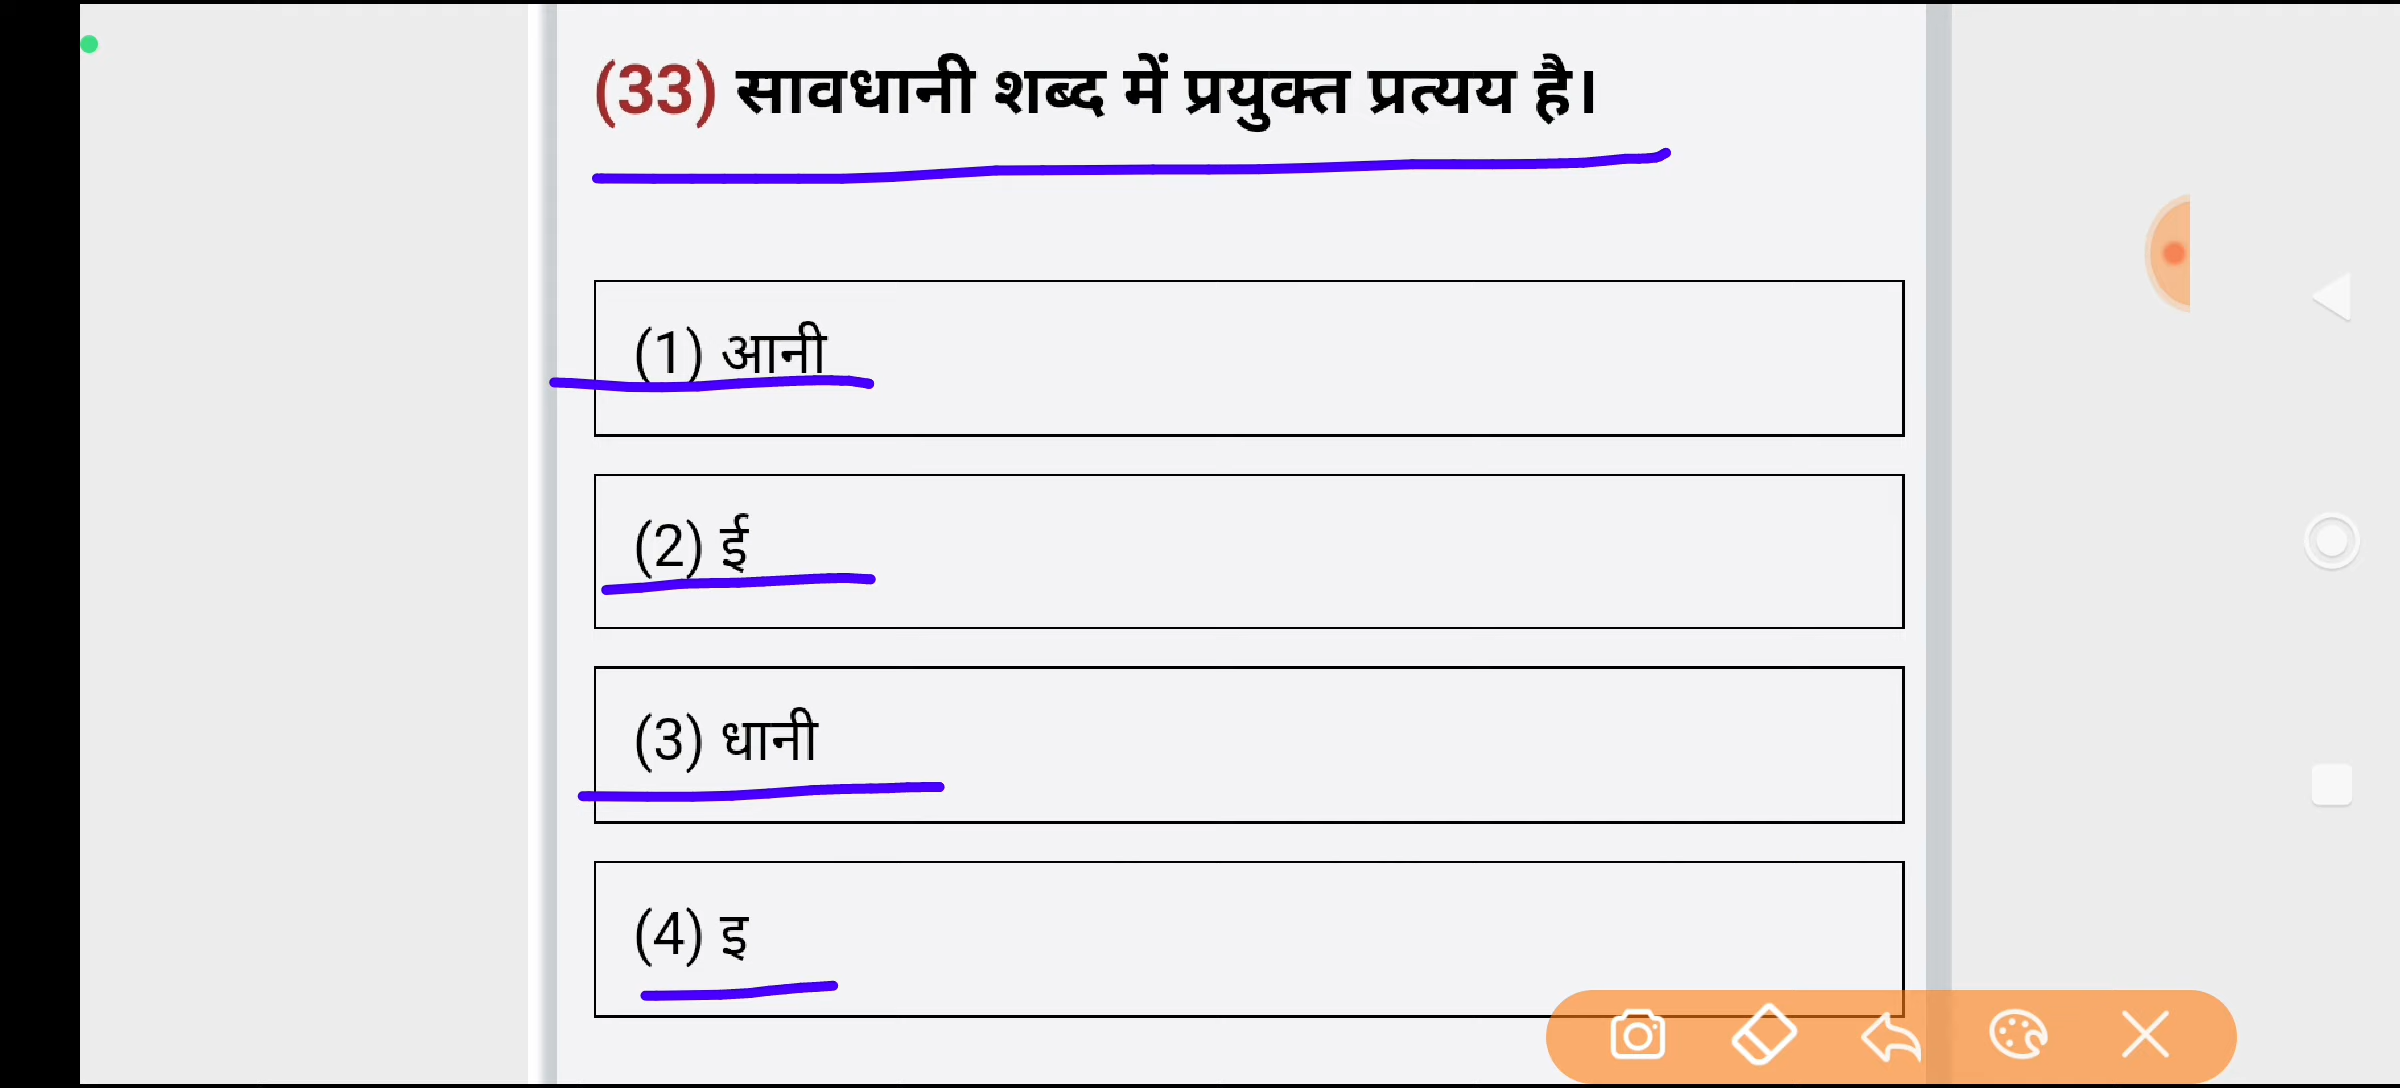 (33) सावधानी शब्द में प्रयुक्त प्रत्यय है।
(1) आनी
(2) ई
(3) धानी
(4) इ